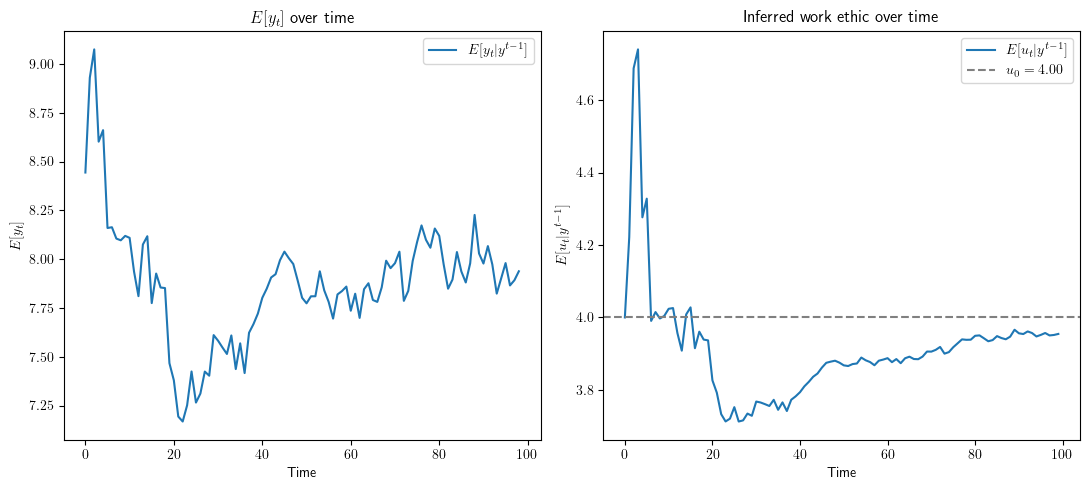 E[y_t] over time
E[y_t|y^{t-1}]
9.00
8.75
8.50
8.25
8.00
7.75
7.50
7.25
E[y_t]
0
20
40
60
80
100
Time
Inferred work ethic over time
E[u_t|y^{t-1}]
u_0 = 4.00
4.6
4.4
4.2
4.0
3.8
E[u_t|y^{t-1}]
0
20
40
60
80
100
Time